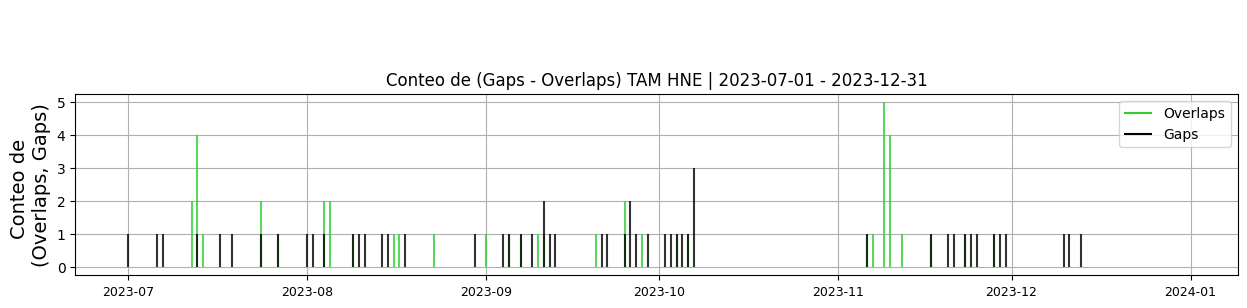 Conteo de (Gaps - Overlaps) TAM HNE | 2023-07-01 - 2023-12-31
Conteo de
(Overlaps, Gaps)
5
4
3
2
1
0
Overlaps
Gaps
2023-07
2023-08
2023-09
2023-10
2023-11
2023-12
2024-01